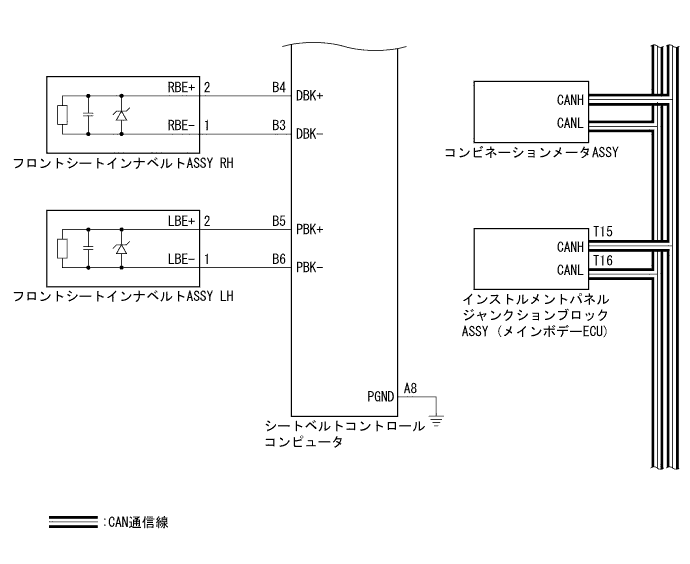 RBE+ 2 B4 DBK+
RBE- 1 B3 DBK-
フロントシートインナベルトASSY RH
LBE+ 2 B5 PBK+
LBE- 1 B6 PBK-
フロントシートインナベルトASSY LH
PGND A8
シートベルトコントロール
コンピュータ
CANH
CANL
コンビネーションメータASSY
CANH T15
CANL T16
インストルメントパネル
ジャンクションブロック
ASSY (メインボデーECU)
:CAN通信線